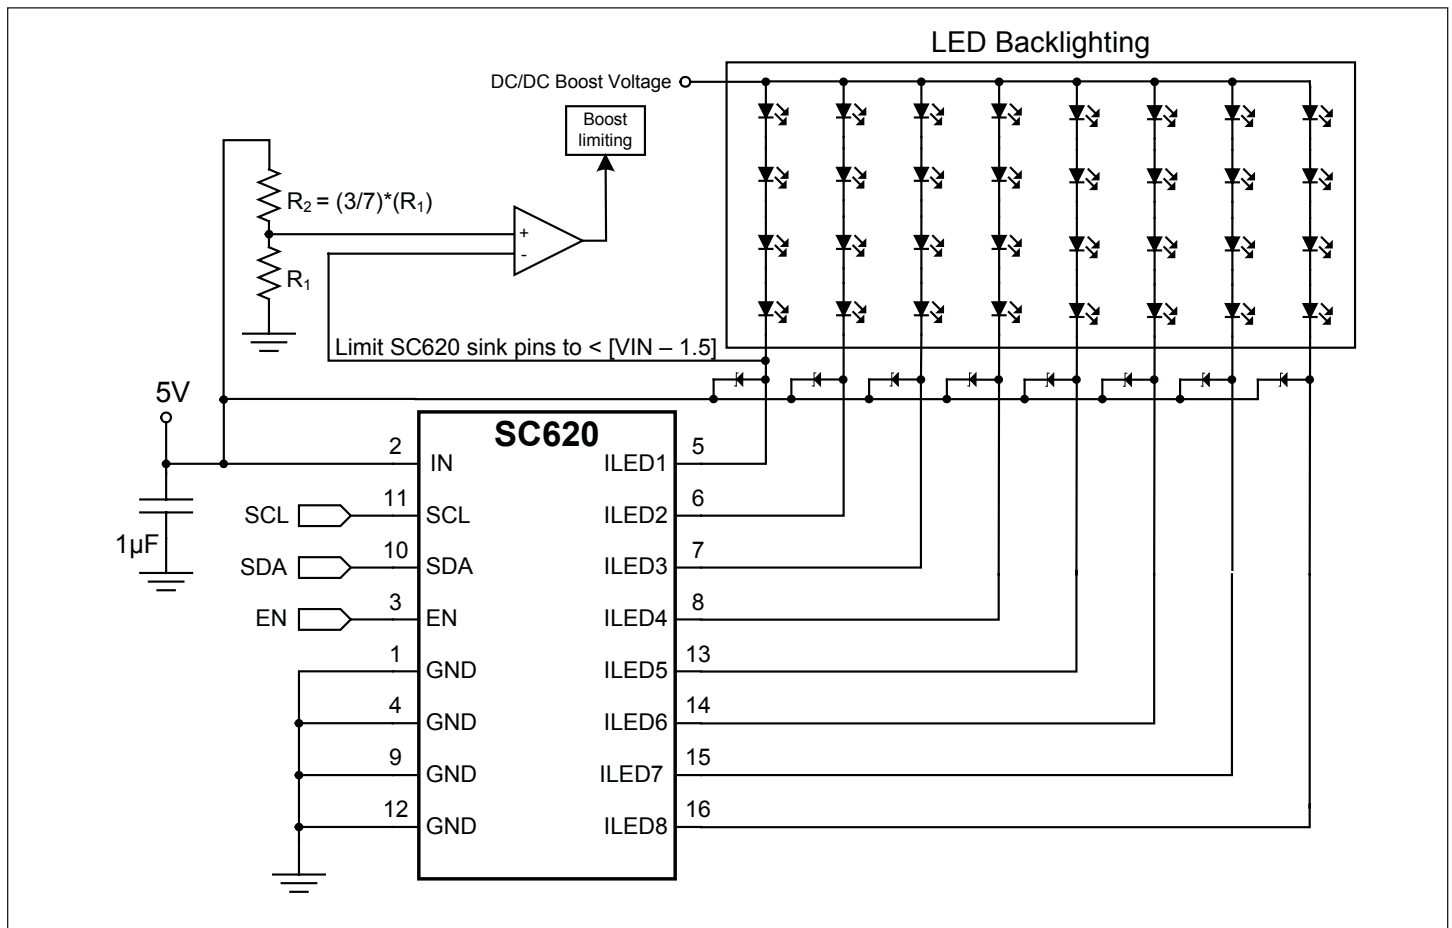 LED Backlighting
DC/DC Boost Voltage
Boost
limiting
R₂ = (3/7)*(R₁)
+
-
R₁
Limit SC620 sink pins to < [VIN – 1.5]
5V
1µF
SC620
2 IN
11 SCL SCL
10 SDA SDA
3 EN EN
1 GND
4 GND
9 GND
12 GND
ILED1 5
ILED2 6
ILED3 7
ILED4 8
ILED5 13
ILED6 14
ILED7 15
ILED8 16